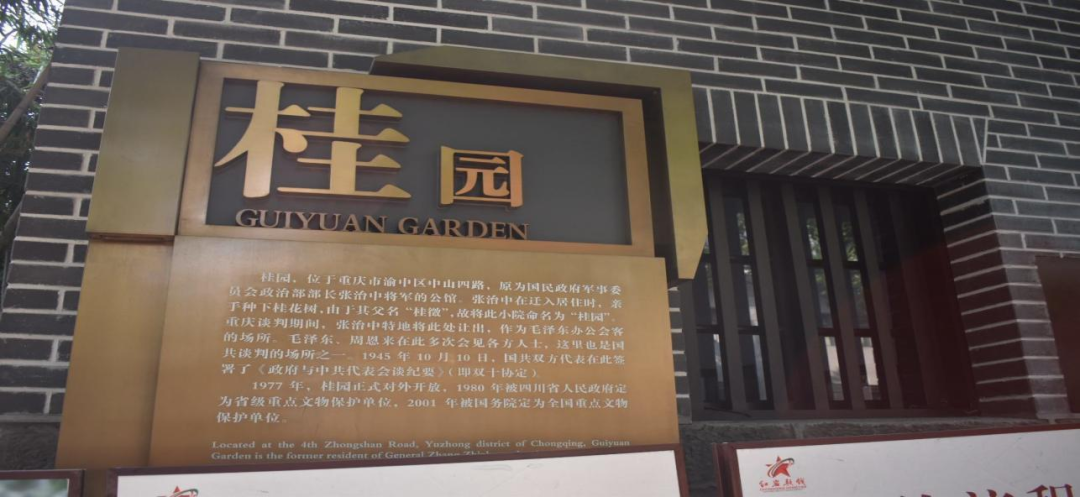 桂园
GUIYUAN GARDEN
桂园，位于重庆市渝中区中山四路，原为国民政府军事委
员会政治部部长张治中将军的公馆。张治中在迁入居住时，亲
手种下桂花树，由于其父名“桂徵”，故将此小院命名为“桂园”。
重庆谈判期间，张治中特地将此处让出，作为毛泽东办公会客
的场所。毛泽东、周恩来在此多次会见各方人士，这里也是国
共谈判的场所之一。1945 年 10 月 10 日，国共双方代表在此签
署了《政府与中共代表会谈纪要》（即双十协定）。
1977 年，桂园正式对外开放，1980 年被四川省人民政府定
为省级重点文物保护单位，2001 年被国务院定为全国重点文物
保护单位。
Located at the 4th Zhongshan Road, Yuzhong district of Chongqing, Guiyuan
Garden is the former resident of General Zhang
红岩联线